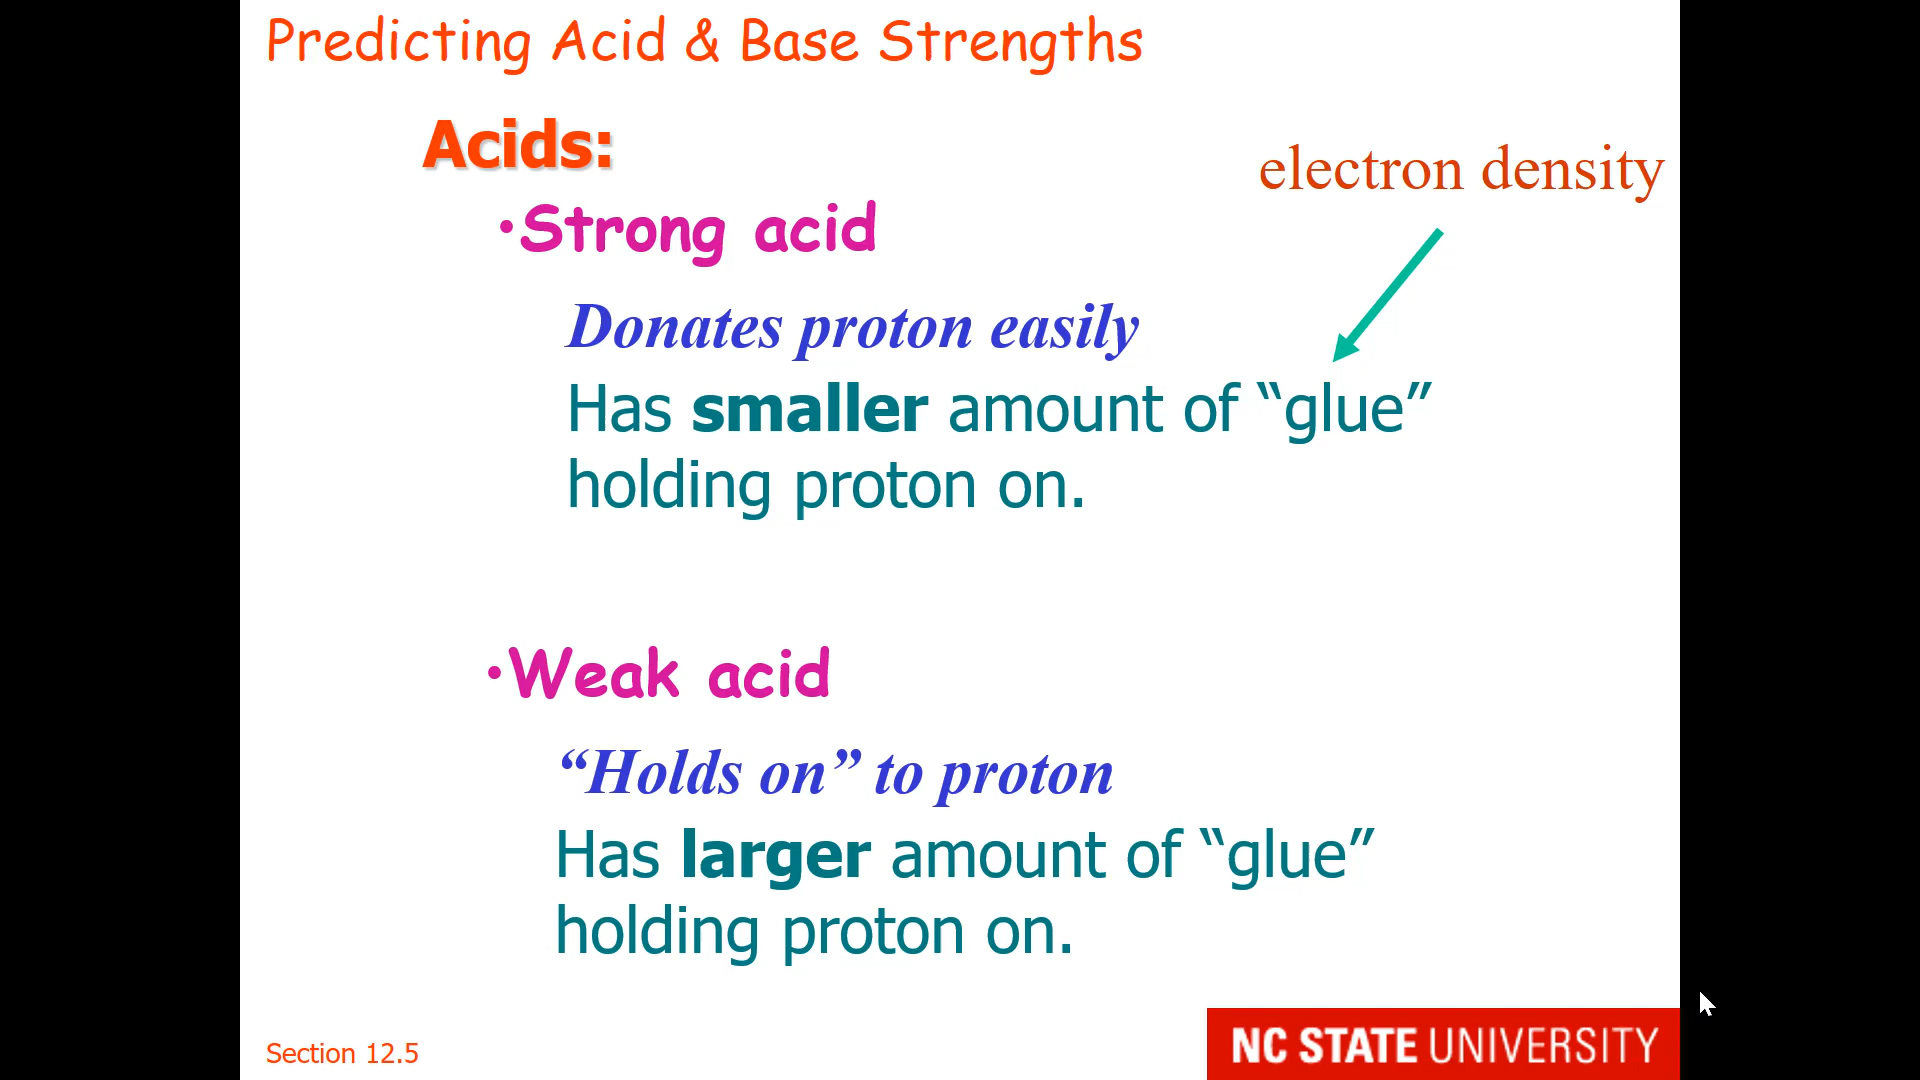 Predicting Acid & Base Strengths
Acids:
electron density
•Strong acid
Donates proton easily
Has smaller amount of “glue”
holding proton on.
•Weak acid
“Holds on” to proton
Has larger amount of “glue”
holding proton on.
Section 12.5
NC STATE UNIVERSITY